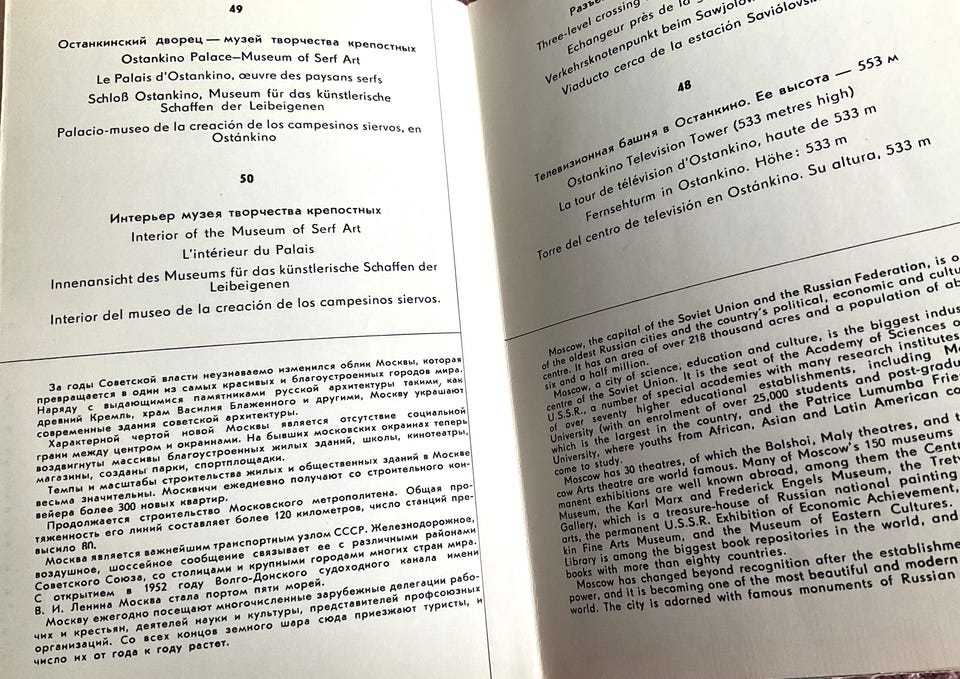 49
Останкинский дворец — музей творчества крепостных
Ostankino Palace—Museum of Serf Art
Le Palais d'Ostankino, œuvre des paysans serfs
Schloß Ostankino, Museum für das künstlerische
Schaffen der Leibeigenen
Palacio-museo de la creación de los campesinos siervos, en
Ostánkino
50
Интерьер музея творчества крепостных
Interior of the Museum of Serf Art
L'intérieur du Palais
Innenansicht des Museums für das künstlerische Schaffen der
Leibeigenen
Interior del museo de la creación de los campesinos siervos.
За годы Советской власти неузнаваемо изменился облик Москвы, которая
превращается в один из самых красивых и благоустроенных городов мира.
Наряду с выдающимися памятниками русской архитектуры такими, как
древний Кремль, храм Василия Блаженного и другими, Москву украшают
современные здания советской архитектуры.
Характерной чертой новой Москвы является отсутствие социальной
грани между центром и окраинами. На бывших московских окраинах теперь
воздвигнуты массивы благоустроенных жилых зданий, школы, кинотеатры,
магазины, созданы парки, спортплощадки.
Темпы и масштабы строительства жилых и общественных зданий в Москве
весьма значительны. Москвичи ежедневно получают со строительного кон-
вейера более 300 новых квартир.
Продолжается строительство Московского метрополитена. Общая про-
тяженность его линий составляет более 120 километров, число станций пре-
высило 80.
Москва является важнейшим транспортным узлом СССР. Железнодорожное,
воздушное, шоссейное сообщение связывает ее с различными районами
Советского Союза, со столицами и крупными городами многих стран мира.
С открытием в 1952 году Волго-Донского судоходного канала имени
В. И. Ленина Москва стала портом пяти морей.
Москву ежегодно посещают многочисленные зарубежные делегации рабо-
чих и крестьян, деятелей науки и культуры, представителей профсоюзных
организаций. Со всех концов земного шара сюда приезжают туристы, и
число их от года к году растет.
Three-level crossing
Echangeur près de la
Verkehrsknotenpunkt beim
Viaducto cerca de la estación
48
Телевизионная башня в Останкино. Ее высота — 553 м
Ostankino Television Tower (533 metres high)
La tour de télévision d'Ostankino, haute de 533 m
Fernsehturm in Ostankino. Höhe: 533 m
Torre del centro de televisión en Ostánkino. Su altura, 533 m
Moscow, the capital of the Soviet Union and the Russian Federation, is
of the oldest Russian cities and the country's political, economic and
centre. It has an area of over 218 thousand acres and a population of
six and a half million.
Moscow, a city of science, education and culture, is the biggest
centre of the Soviet Union. It is the seat of the Academy of Sciences
U.S.S.R., a number of special academies with many research institutes,
of over seventy higher educational establishments, including
University (with an enrolment of over 25,000 students and
which is the largest in the country, and the Patrice Lumumba
University, where youths from African, Asian and Latin American
come to study.
Moscow has 30 theatres, of which the Bolshoi, Maly theatres, and
cow Arts theatre are world famous. Many of Moscow's 150 museums
manent exhibitions are well known abroad, among them the
Museum, the Karl Marx and Frederick Engels Museum, the
Gallery, which is a treasure-house of Russian national painting
arts, the permanent U.S.S.R. Exhibition of Economic Achievement,
kin Fine Arts Museum, and the Museum of Eastern Cultures.
Library is among the biggest book repositories in the world, and
books with more than eighty countries.
Moscow has changed beyond recognition after the
power, and it is becoming one of the most beautiful and modern
world. The city is adorned with famous monuments of Russian